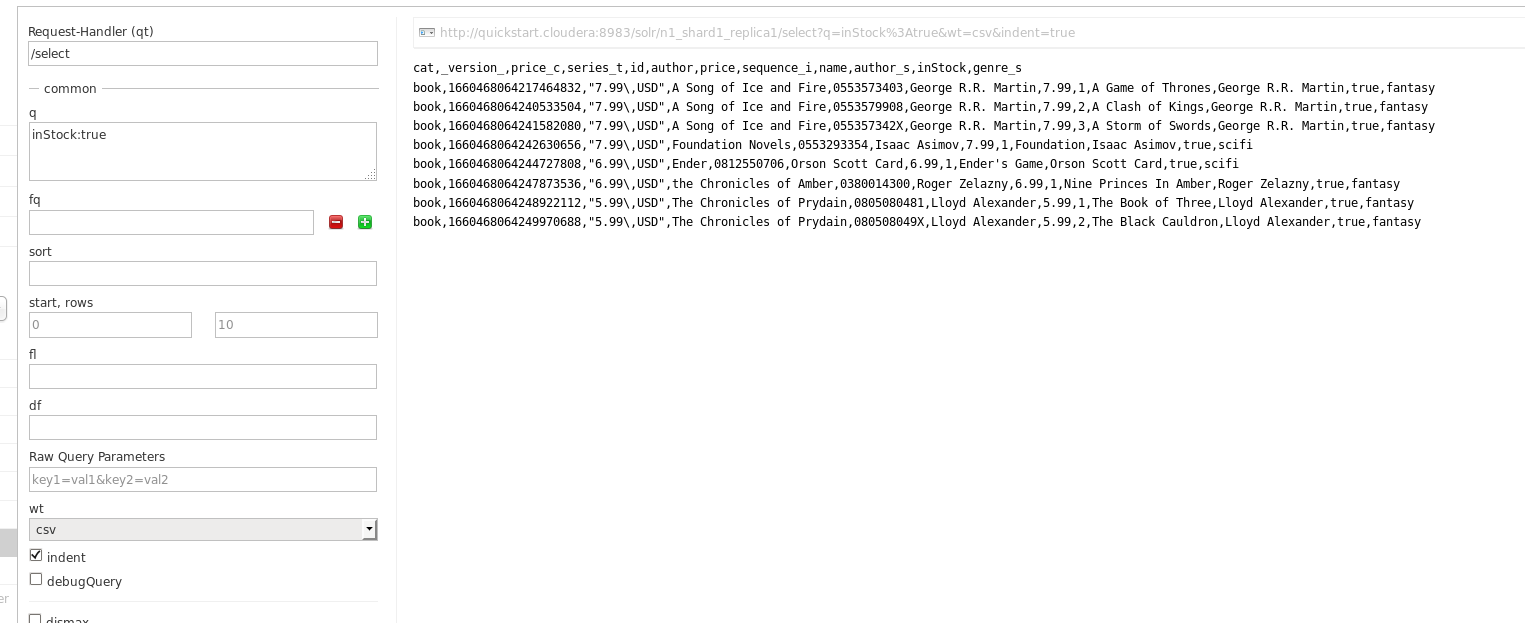 Request-Handler (qt)
/select
common
q
inStock:true
fq
sort
start, rows
0 10
fl
df
Raw Query Parameters
key1=val1&key2=val2
wt
csv
indent
debugQuery
dismax
er
http://quickstart.cloudera:8983/solr/n1_shard1_replica1/select?q=inStock%3Atrue&wt=csv&indent=true
cat,_version_,price_c,series_t,id,author,price,sequence_i,name,author_s,inStock,genre_s
book,1660468064217464832,"7.99\,USD",A Song of Ice and Fire,0553573403,George R.R. Martin,7.99,1,A Game of Thrones,George R.R. Martin,true,fantasy
book,1660468064240533504,"7.99\,USD",A Song of Ice and Fire,0553579908,George R.R. Martin,7.99,2,A Clash of Kings,George R.R. Martin,true,fantasy
book,1660468064241582080,"7.99\,USD",A Song of Ice and Fire,055357342X,George R.R. Martin,7.99,3,A Storm of Swords,George R.R. Martin,true,fantasy
book,1660468064242630656,"7.99\,USD",Foundation Novels,0553293354,Isaac Asimov,7.99,1,Foundation,Isaac Asimov,true,scifi
book,1660468064244727808,"6.99\,USD",Ender,0812550706,Orson Scott Card,6.99,1,Ender's Game,Orson Scott Card,true,scifi
book,1660468064247873536,"6.99\,USD",the Chronicles of Amber,0380014300,Roger Zelazny,6.99,1,Nine Princes In Amber,Roger Zelazny,true,fantasy
book,1660468064248922112,"5.99\,USD",The Chronicles of Prydain,0805080481,Lloyd Alexander,5.99,1,The Book of Three,Lloyd Alexander,true,fantasy
book,1660468064249970688,"5.99\,USD",The Chronicles of Prydain,080508049X,Lloyd Alexander,5.99,2,The Black Cauldron,Lloyd Alexander,true,fantasy